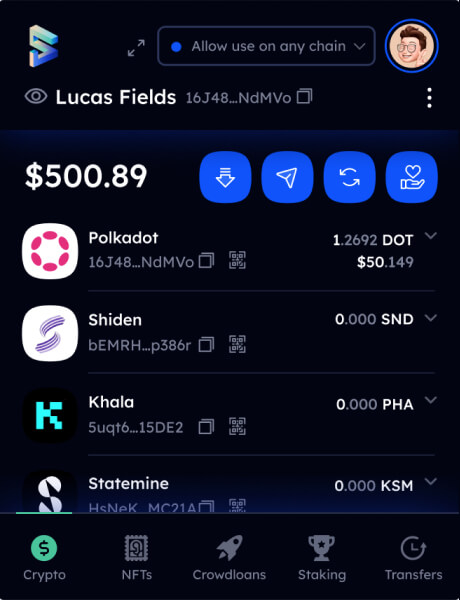 Allow use on any chain
Lucas Fields 16J48...NdMVo
$500.89
Polkadot 1.2692 DOT
16J48...NdMVo $50.149
Shiden 0.000 SND
bEMRH...p386r
Khala 0.000 PHA
5uqt6...15DE2
Statemine 0.000 KSM
HsNeK...MC21A
$
Crypto NFTs Crowdloans Staking Transfers